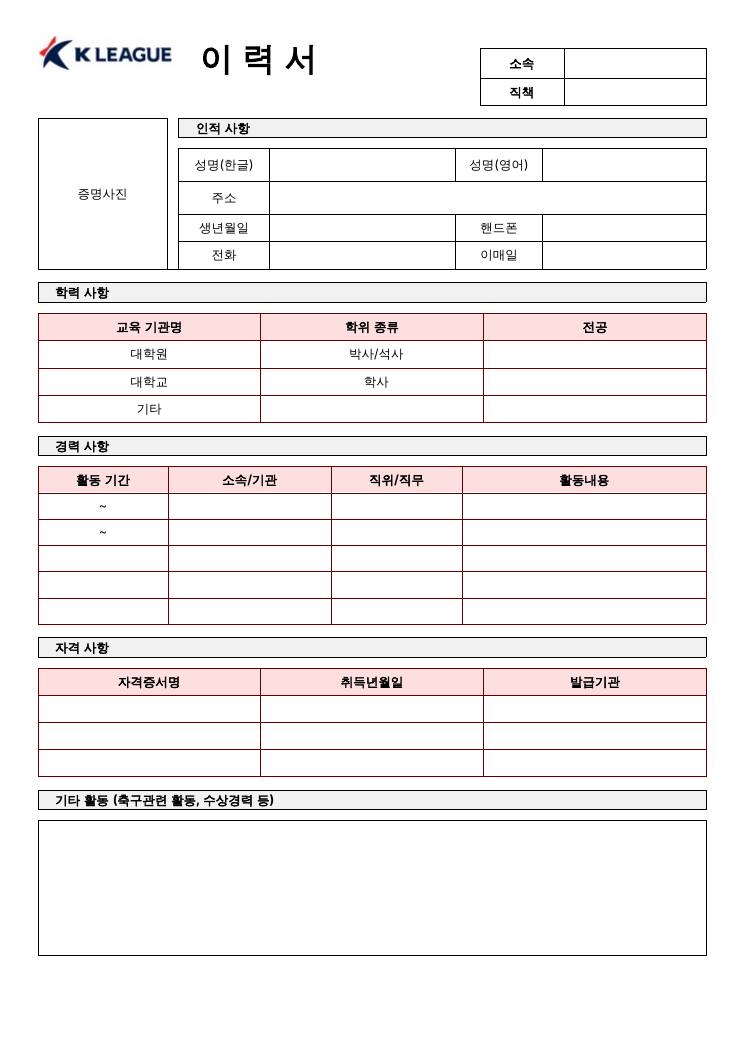 K LEAGUE 이 력 서
소속
직책
증명사진
인적 사항
성명(한글) 성명(영어)
주소
생년월일 핸드폰
전화 이매일
학력 사항
교육 기관명 학위 종류 전공
대학원 박사/석사
대학교 학사
기타
경력 사항
활동 기간 소속/기관 직위/직무 활동내용
~
~
자격 사항
자격증서명 취득년월일 발급기관
기타 활동 (축구관련 활동, 수상경력 등)